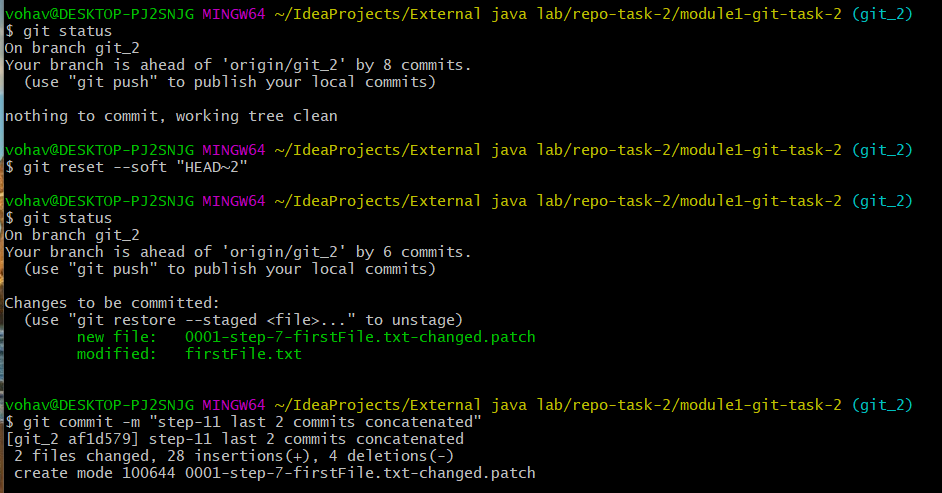 vohav@DESKTOP-PJ2SNJG MINGW64 ~/IdeaProjects/External java lab/repo-task-2/module1-git-task-2 (git_2)
$ git status
On branch git_2
Your branch is ahead of 'origin/git_2' by 8 commits.
  (use "git push" to publish your local commits)

nothing to commit, working tree clean

vohav@DESKTOP-PJ2SNJG MINGW64 ~/IdeaProjects/External java lab/repo-task-2/module1-git-task-2 (git_2)
$ git reset --soft "HEAD~2"

vohav@DESKTOP-PJ2SNJG MINGW64 ~/IdeaProjects/External java lab/repo-task-2/module1-git-task-2 (git_2)
$ git status
On branch git_2
Your branch is ahead of 'origin/git_2' by 6 commits.
  (use "git push" to publish your local commits)

Changes to be committed:
  (use "git restore --staged <file>..." to unstage)
        new file:   0001-step-7-firstFile.txt-changed.patch
        modified:   firstFile.txt

vohav@DESKTOP-PJ2SNJG MINGW64 ~/IdeaProjects/External java lab/repo-task-2/module1-git-task-2 (git_2)
$ git commit -m "step-11 last 2 commits concatenated"
[git_2 af1d579] step-11 last 2 commits concatenated
 2 files changed, 28 insertions(+), 4 deletions(-)
 create mode 100644 0001-step-7-firstFile.txt-changed.patch